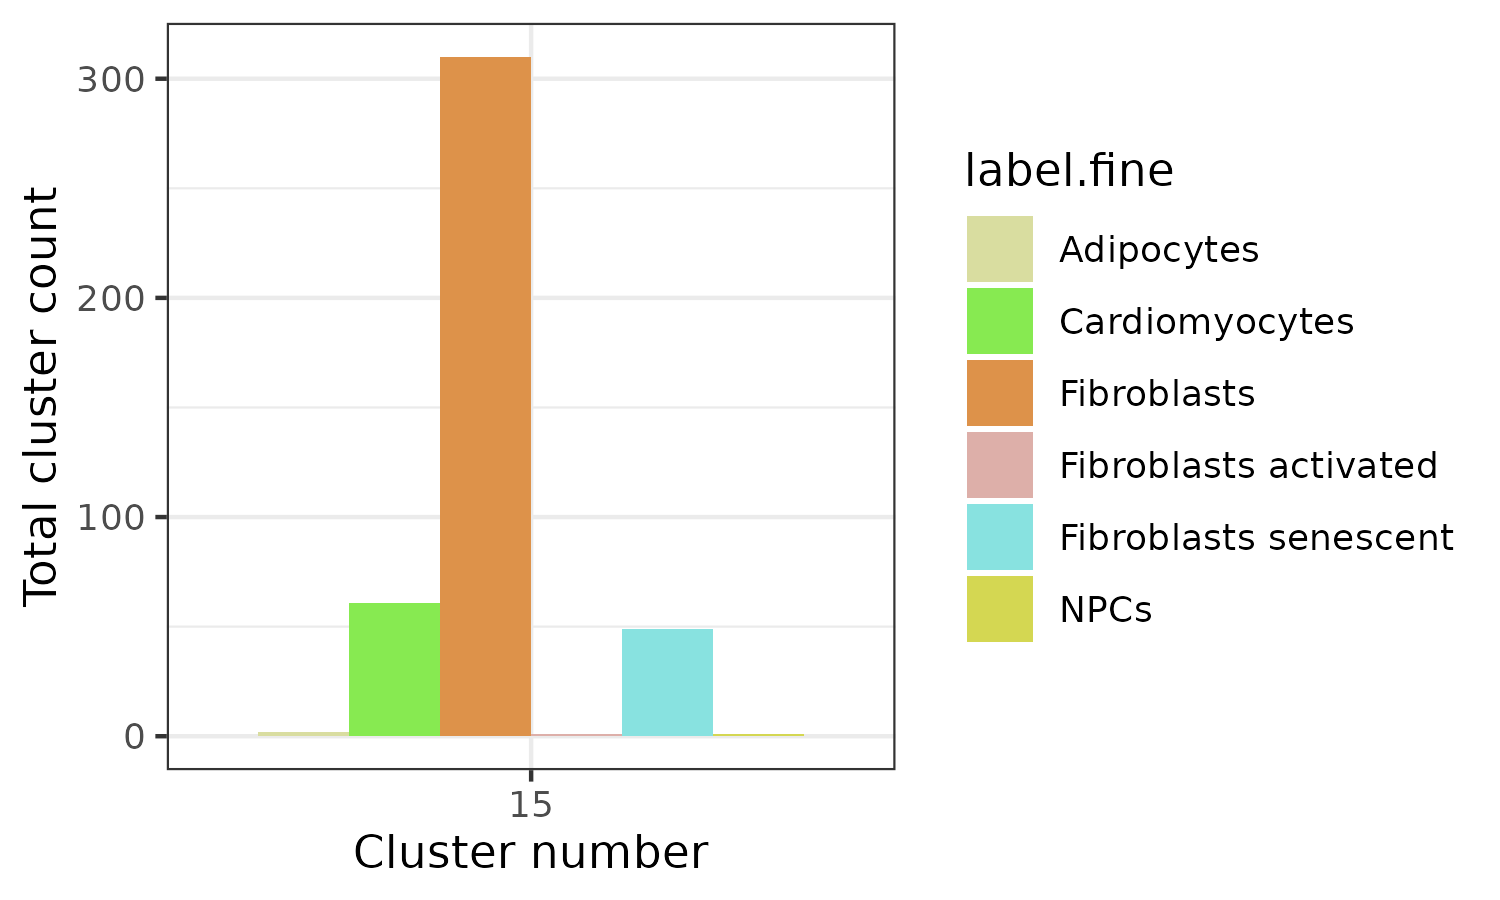 300
200
100
0
Total cluster count
15
Cluster number
label.fine
Adipocytes
Cardiomyocytes
Fibroblasts
Fibroblasts activated
Fibroblasts senescent
NPCs